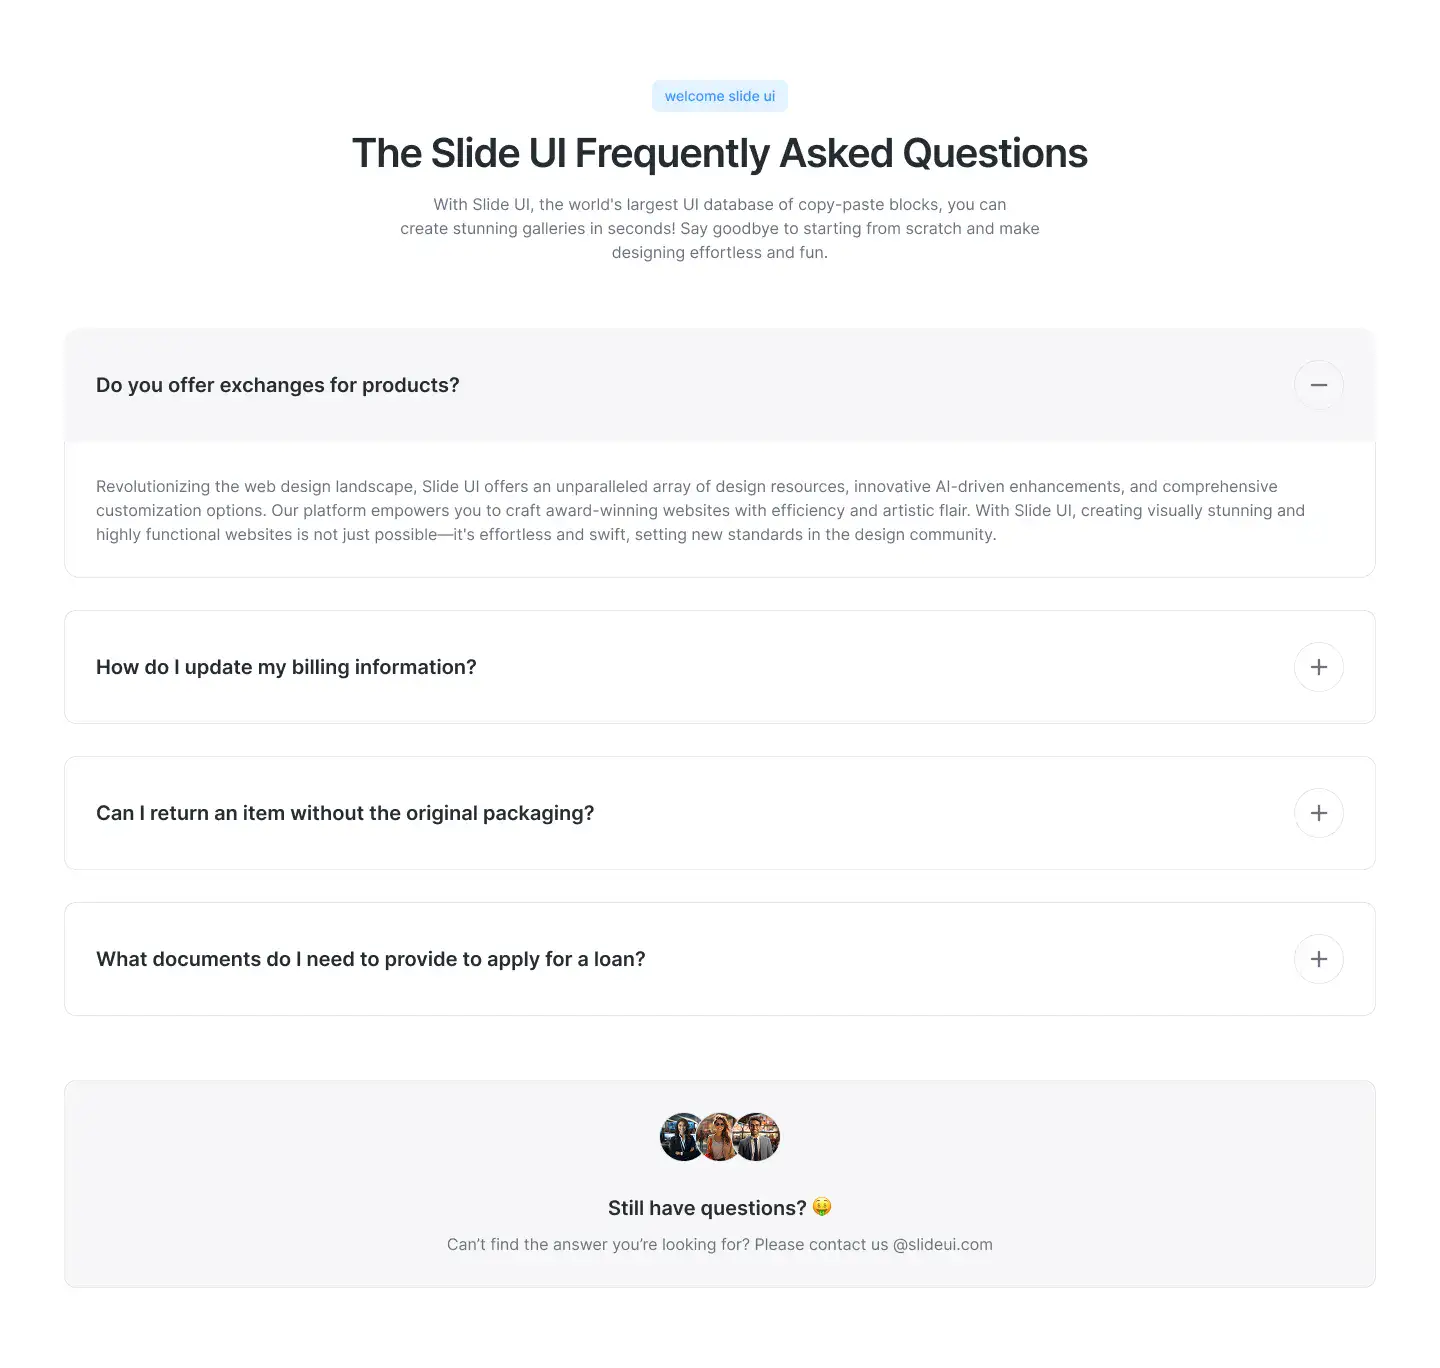 welcome slide ui
The Slide UI Frequently Asked Questions
With Slide UI, the world's largest UI database of copy-paste blocks, you can
create stunning galleries in seconds! Say goodbye to starting from scratch and make
designing effortless and fun.
Do you offer exchanges for products?
Revolutionizing the web design landscape, Slide UI offers an unparalleled array of design resources, innovative AI-driven enhancements, and comprehensive
customization options. Our platform empowers you to craft award-winning websites with efficiency and artistic flair. With Slide UI, creating visually stunning and
highly functional websites is not just possible—it's effortless and swift, setting new standards in the design community.
How do I update my billing information?
Can I return an item without the original packaging?
What documents do I need to provide to apply for a loan?
Still have questions? 🤑
Can’t find the answer you’re looking for? Please contact us @slideui.com